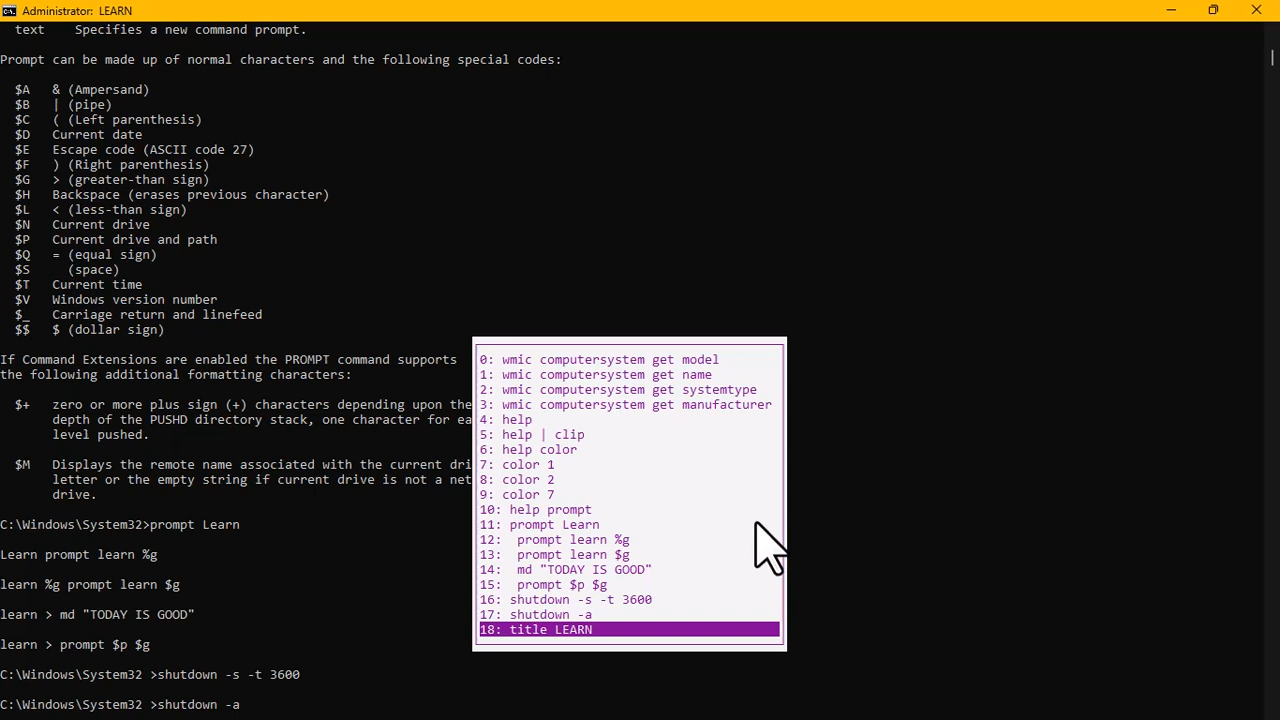 Administrator: LEARN
text    Specifies a new command prompt.
Prompt can be made up of normal characters and the following special codes:
$A   & (Ampersand)
$B   | (pipe)
$C   ( (Left parenthesis)
$D   Current date
$E   Escape code (ASCII code 27)
$F   ) (Right parenthesis)
$G   > (greater-than sign)
$H   Backspace (erases previous character)
$L   < (less-than sign)
$N   Current drive
$P   Current drive and path
$Q   = (equal sign)
$S     (space)
$T   Current time
$V   Windows version number
$_   Carriage return and linefeed
$$   $ (dollar sign)
If Command Extensions are enabled the PROMPT command supports
the following additional formatting characters:
$+   zero or more plus sign (+) characters depending upon the
depth of the PUSHD directory stack, one character for ea
level pushed.
$M   Displays the remote name associated with the current dri
letter or the empty string if current drive is not a net
drive.
C:\Windows\System32>prompt Learn
Learn prompt learn %g
learn %g prompt learn $g
learn > md "TODAY IS GOOD"
learn > prompt $p $g
C:\Windows\System32 >shutdown -s -t 3600
C:\Windows\System32 >shutdown -a
0: wmic computersystem get model
1: wmic computersystem get name
2: wmic computersystem get systemtype
3: wmic computersystem get manufacturer
4: help
5: help | clip
6: help color
7: color 1
8: color 2
9: color 7
10: help prompt
11: prompt Learn
12:  prompt learn %g
13:  prompt learn $g
14:  md "TODAY IS GOOD"
15:  prompt $p $g
16: shutdown -s -t 3600
17: shutdown -a
18: title LEARN